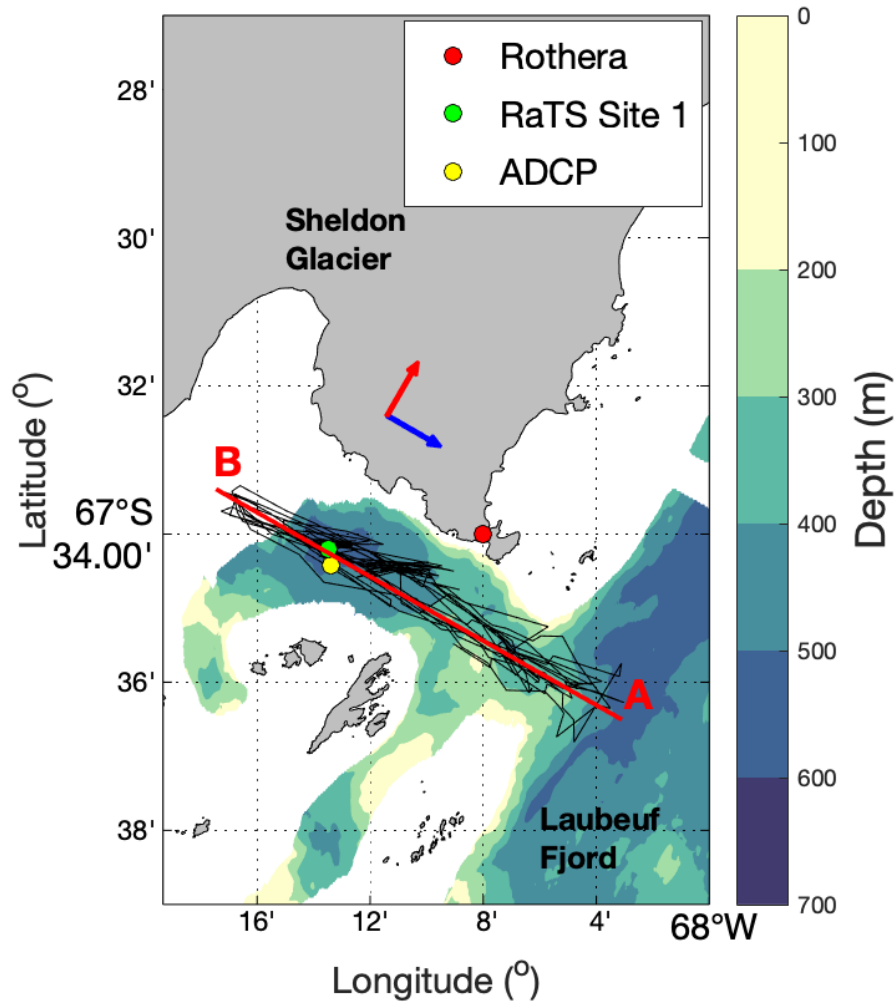 Rothera
RaTS Site 1
ADCP
Sheldon
Glacier
B
A
Laubeuf
Fjord
28'
30'
32'
67°S
34.00'
36'
38'
Latitude (°)
16'
12'
8'
4'
68°W
Longitude (°)
0
100
200
300
400
500
600
700
Depth (m)